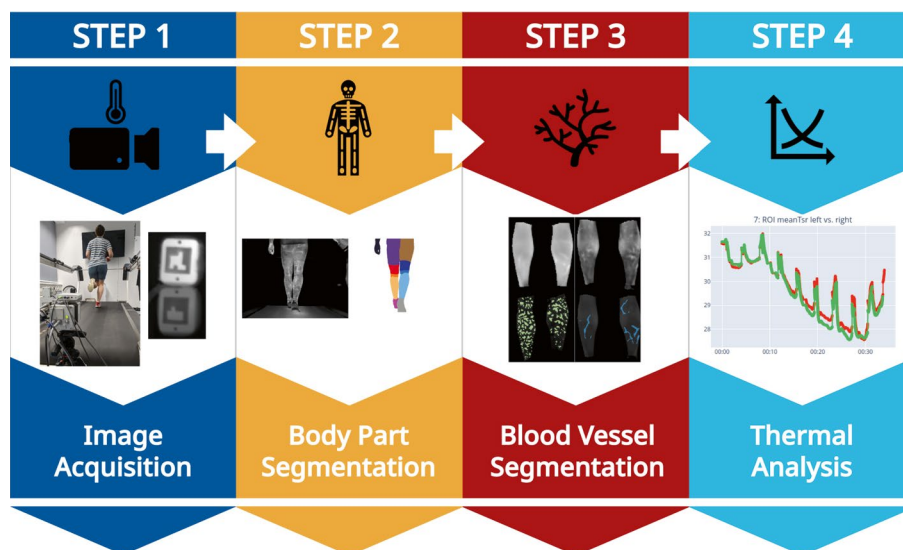 STEP 1
STEP 2
STEP 3
STEP 4
7: ROI meanTsr left vs. right
32
31
30
29
28
00:00
00:10
00:20
00:30
Image
Acquisition
Body Part
Segmentation
Blood Vessel
Segmentation
Thermal
Analysis